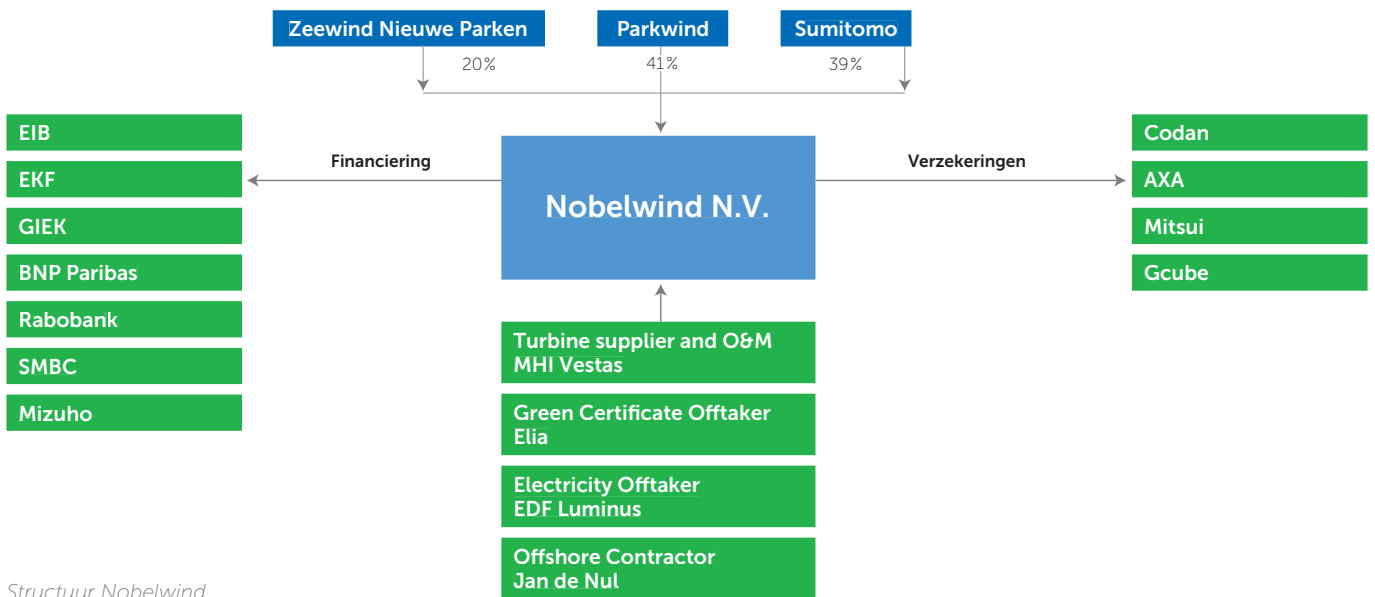 Zeewind Nieuwe Parken
Parkwind
Sumitomo
20%
41%
39%
EIB
EKF
GIEK
BNP Paribas
Rabobank
SMBC
Mizuho
Financiering
Nobelwind N.V.
Verzekeringen
Codan
AXA
Mitsui
Gcube
Turbine supplier and O&M
MHI Vestas
Green Certificate Offtaker
Elia
Electricity Offtaker
EDF Luminus
Offshore Contractor
Jan de Nul
Structuur Nobelwind